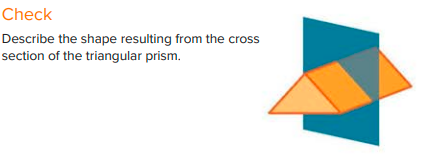 Check
Describe the shape resulting from the cross
section of the triangular prism.